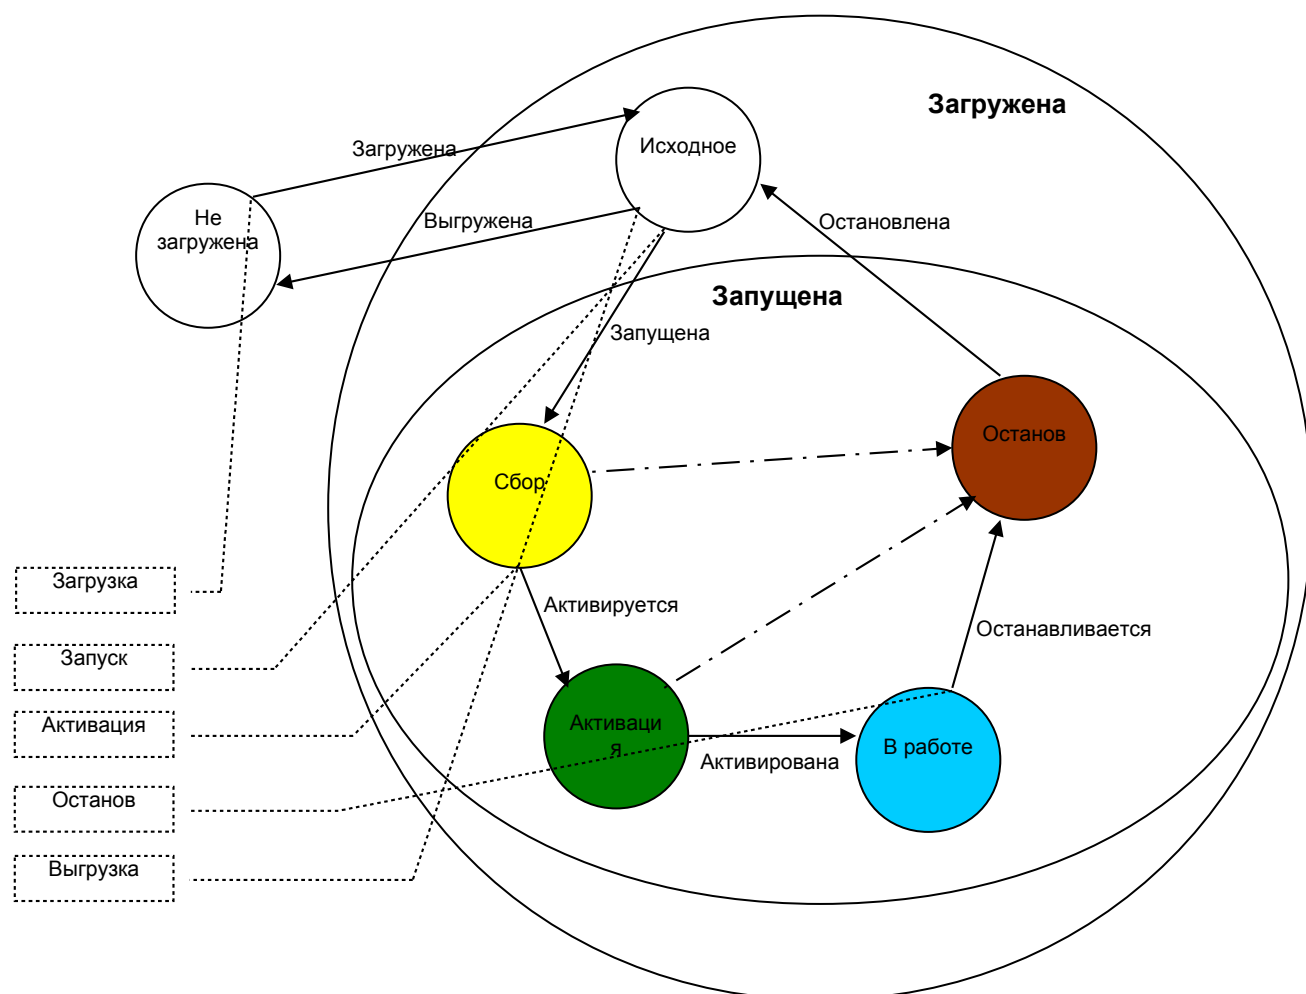 Загружена
Исходное
Загружена
Не
загружена
Выгружена
Остановлена
Запущена
Запущена
Останов
Сбор
Загрузка
Активируется
Останавливается
Запуск
Активация
Активаци
я
В работе
Активирована
Останов
Выгрузка